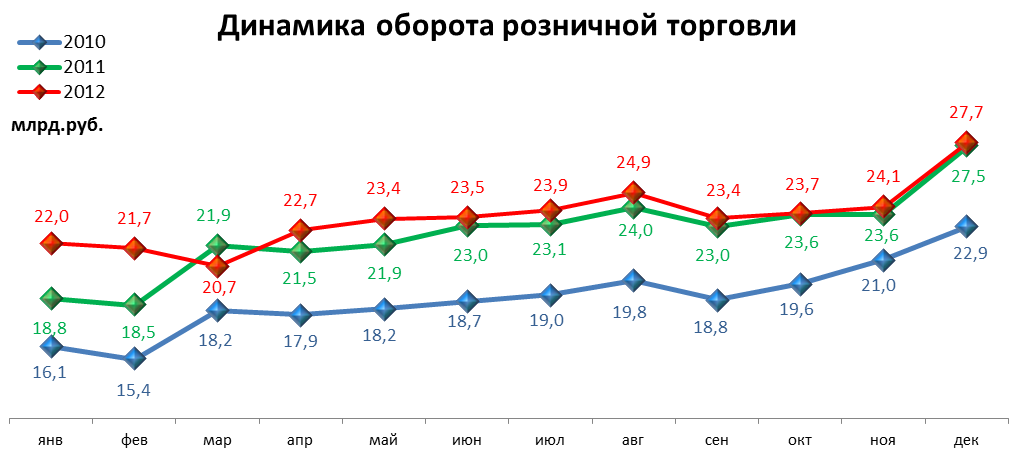 Динамика оборота розничной торговли
2010
2011
2012
млрд.руб.
22,0 21,7 20,7 22,7 23,4 23,5 23,9 24,9 23,4 23,7 24,1 27,7
18,8 18,5 21,9 21,5 21,9 23,0 23,1 24,0 23,0 23,6 23,6 27,5
16,1 15,4 18,2 17,9 18,2 18,7 19,0 19,8 18,8 19,6 21,0 22,9
янв фев мар апр май июн июл авг сен окт ноя дек